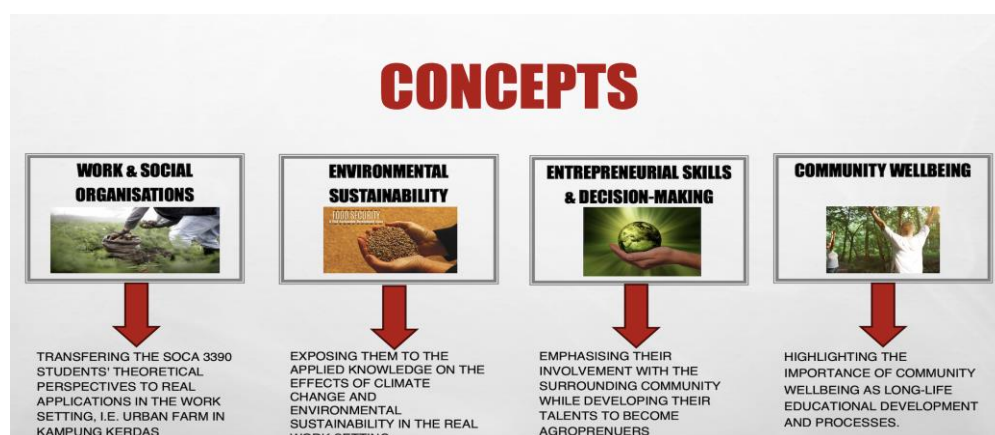 CONCEPTS
WORK & SOCIAL
ORGANISATIONS
TRANSFERING THE SOCA 3390
STUDENTS' THEORETICAL
PERSPECTIVES TO REAL
APPLICATIONS IN THE WORK
SETTING, I.E. URBAN FARM IN
KAMPUNG KERDAS
ENVIRONMENTAL
SUSTAINABILITY
FOOD SECURITY
EXPOSING THEM TO THE
APPLIED KNOWLEDGE ON THE
EFFECTS OF CLIMATE
CHANGE AND
ENVIRONMENTAL
SUSTAINABILITY IN THE REAL
WORK SETTING
ENTREPRENEURIAL SKILLS
& DECISION-MAKING
EMPHASISING THEIR
INVOLVEMENT WITH THE
SURROUNDING COMMUNITY
WHILE DEVELOPING THEIR
TALENTS TO BECOME
AGROPRENUERS
COMMUNITY WELLBEING
HIGHLIGHTING THE
IMPORTANCE OF COMMUNITY
WELLBEING AS LONG-LIFE
EDUCATIONAL DEVELOPMENT
AND PROCESSES.